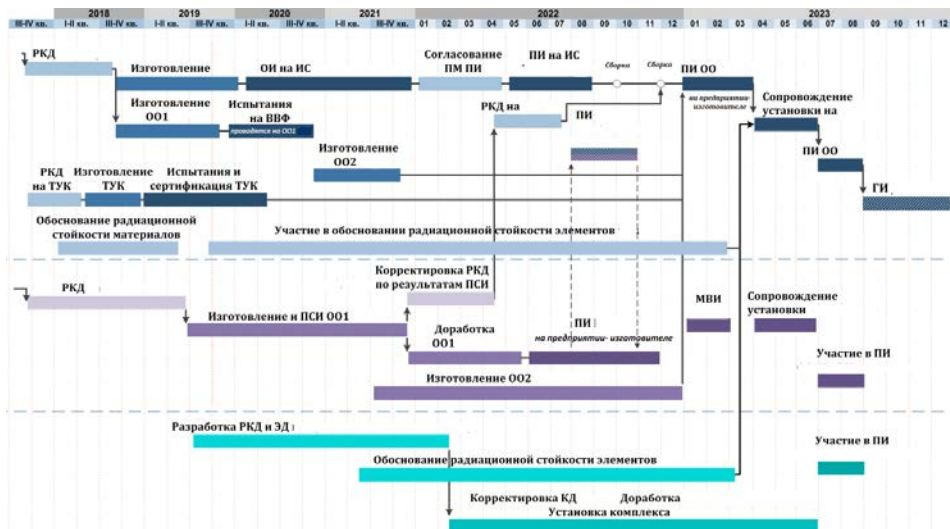 2018 2019 2020 2021 2022 2023
III-IV кв. I-II кв. III-IV кв. I-II кв. III-IV кв. I-II кв. III-IV кв. I-II кв. III-IV кв. 01 02 03 04 05 06 07 08 09 10 11 12 01 02 03 04 05 06 07 08 09 10 11 12
РКД
Изготовление
ОИ на ИС
Согласование
ПМ ПИ
ПИ на ИС
Сборка
Сборка
ПИ ОО
на предприятии-
изготовителе
Изготовление
ОО1
Испытания
на ВВФ
проводятся на ОО1
РКД на
ПИ
Сопровождение
установки на
Изготовление
ОО2
ПИ ОО
РКД
на ТУК
Изготовление
ТУК
Испытания и
сертификация ТУК
ГИ
Обоснование радиационной
стойкости материалов
Участие в обосновании радиационной стойкости элементов
РКД
Корректировка РКД
по результатам ПСИ
Изготовление и ПСИ ОО1
МВИ
Сопровождение
установки
Доработка
ОО1
ПИ
на предприятии- изготовителе
Участие в ПИ
Изготовление ОО2
Разработка РКД и ЭД
Участие в ПИ
Обоснование радиационной стойкости элементов
Корректировка КД Доработка
Установка комплекса